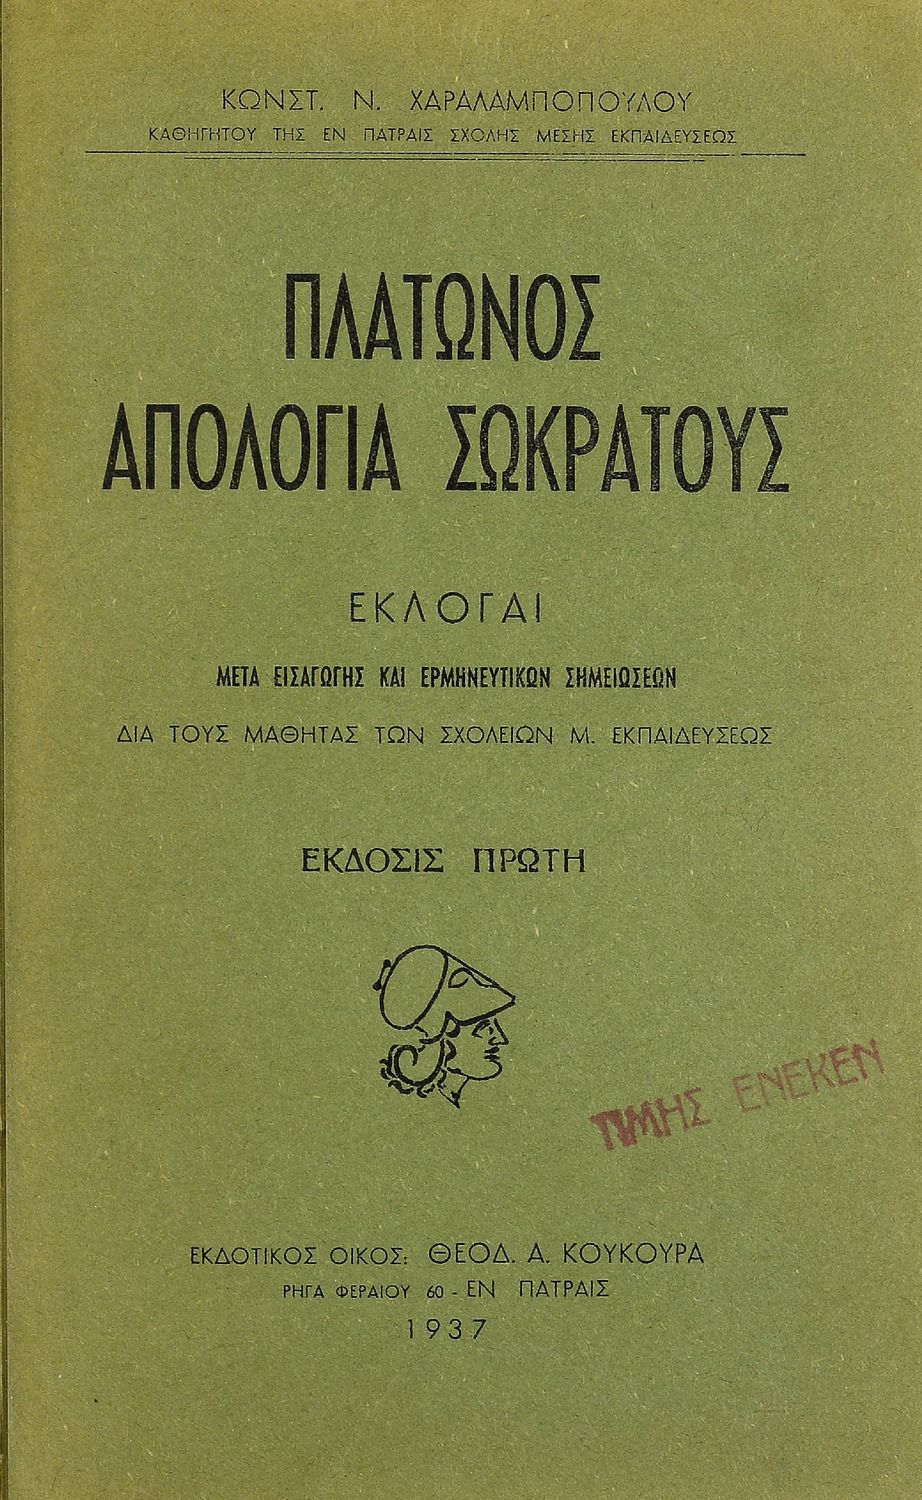 ΚΩΝΣΤ. Ν. ΧΑΡΑΛΑΜΠΟΠΟΥΛΟΥ
ΚΑΘΗΓΗΤΟΥ ΤΗΣ ΕΝ ΠΑΤΡΑΙΣ ΣΧΟΛΗΣ ΜΕΣΗΣ ΕΚΠΑΙΔΕΥΣΕΩΣ
ΠΛΑΤΩΝΟΣ
ΑΠΟΛΟΓΙΑ ΣΩΚΡΑΤΟΥΣ
ΕΚΛΟΓΑΙ
ΜΕΤΑ ΕΙΣΑΓΩΓΗΣ ΚΑΙ ΕΡΜΗΝΕΥΤΙΚΩΝ ΣΗΜΕΙΩΣΕΩΝ
ΔΙΑ ΤΟΥΣ ΜΑΘΗΤΑΣ ΤΩΝ ΣΧΟΛΕΙΩΝ Μ. ΕΚΠΑΙΔΕΥΣΕΩΣ
ΕΚΔΟΣΙΣ ΠΡΩΤΗ
ΤΙΜΗΣ ΕΝΕΚΕΝ
ΕΚΔΟΤΙΚΟΣ ΟΙΚΟΣ: ΘΕΟΔ. Α. ΚΟΥΚΟΥΡΑ
ΡΗΓΑ ΦΕΡΑΙΟΥ 60 - ΕΝ ΠΑΤΡΑΙΣ
1937